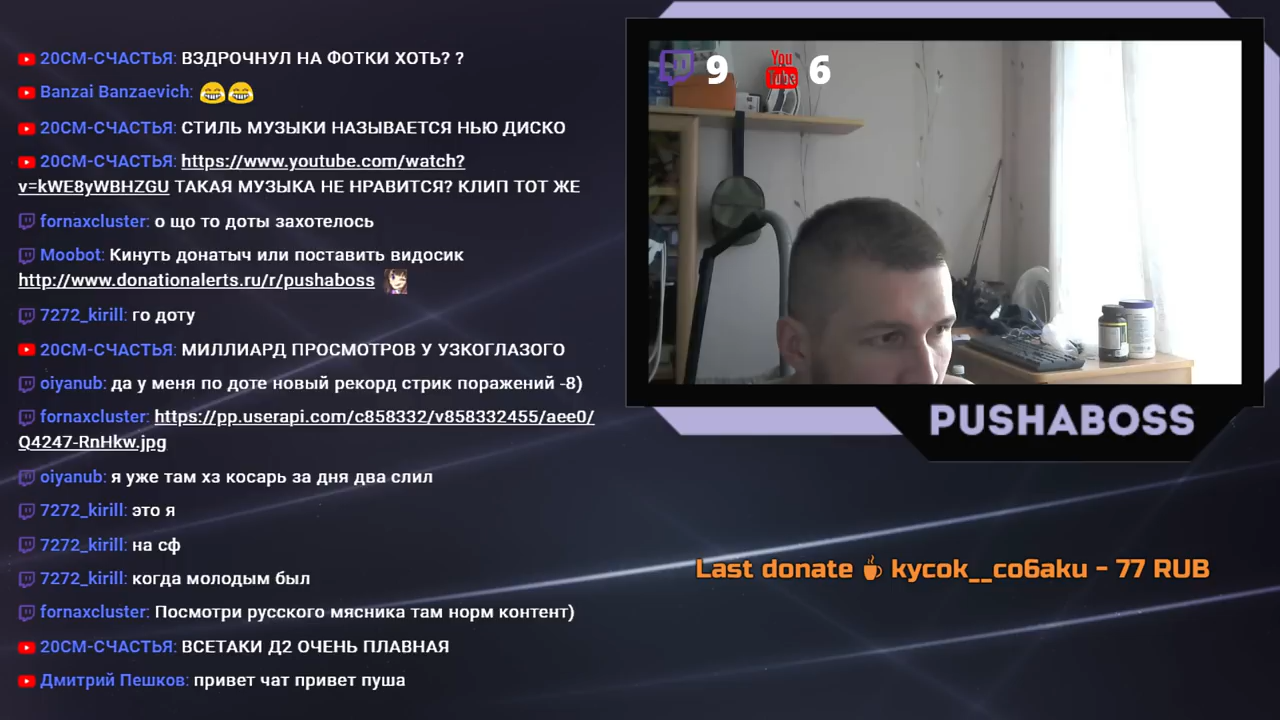 20СМ-СЧАСТЬЯ: ВЗДРОЧНУЛ НА ФОТКИ ХОТЬ? ?
Banzai Banzaevich:
20СМ-СЧАСТЬЯ: СТИЛЬ МУЗЫКИ НАЗЫВАЕТСЯ НЬЮ ДИСКО
20СМ-СЧАСТЬЯ: https://www.youtube.com/watch?
v=kWE8yWBHZGU ТАКАЯ МУЗЫКА НЕ НРАВИТСЯ? КЛИП ТОТ ЖЕ
fornaxcluster: о що то доты захотелось
Moobot: Кинуть донатыч или поставить видосик
http://www.donationalerts.ru/r/pushaboss
7272_kirill: го доту
20СМ-СЧАСТЬЯ: МИЛЛИАРД ПРОСМОТРОВ У УЗКОГЛАЗОГО
oiyanub: да у меня по доте новый рекорд стрик поражений -8)
fornaxcluster: https://pp.userapi.com/c858332/v858332455/aee0/
Q4247-RnHkw.jpg
oiyanub: я уже там хз косарь за дня два слил
7272_kirill: это я
7272_kirill: на сф
7272_kirill: когда молодым был
fornaxcluster: Посмотри русского мясника там норм контент)
20СМ-СЧАСТЬЯ: ВСЕТАКИ Д2 ОЧЕНЬ ПЛАВНАЯ
Дмитрий Пешков: привет чат привет пуша
9 You Tube 6
PUSHABOSS
Last donate kycok__co6aku - 77 RUB